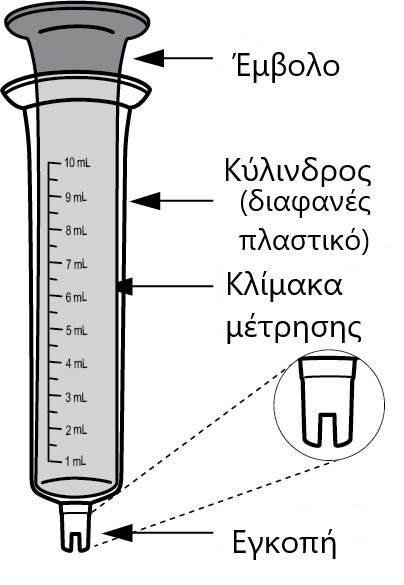 Έμβολο
10 mL
9 mL
8 mL
7 mL
6 mL
5 mL
4 mL
3 mL
2 mL
1 mL
Κύλινδρος
(διαφανές
πλαστικό)
Κλίμακα
μέτρησης
Εγκοπή